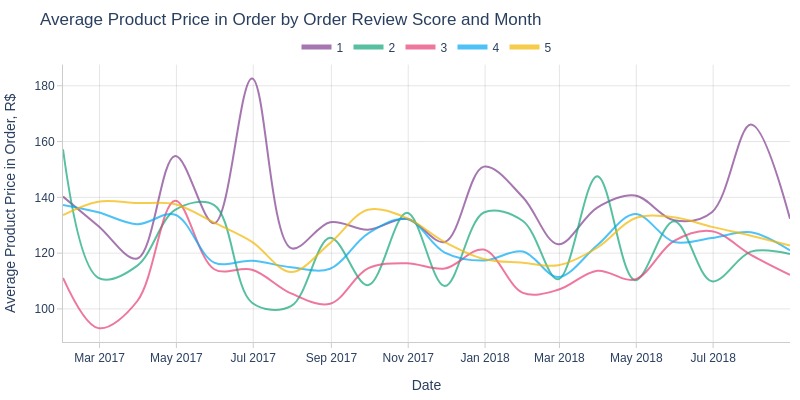 Average Product Price in Order by Order Review Score and Month
1 2 3 4 5
Average Product Price in Order, R$
180
160
140
120
100
Mar 2017 May 2017 Jul 2017 Sep 2017 Nov 2017 Jan 2018 Mar 2018 May 2018 Jul 2018
Date